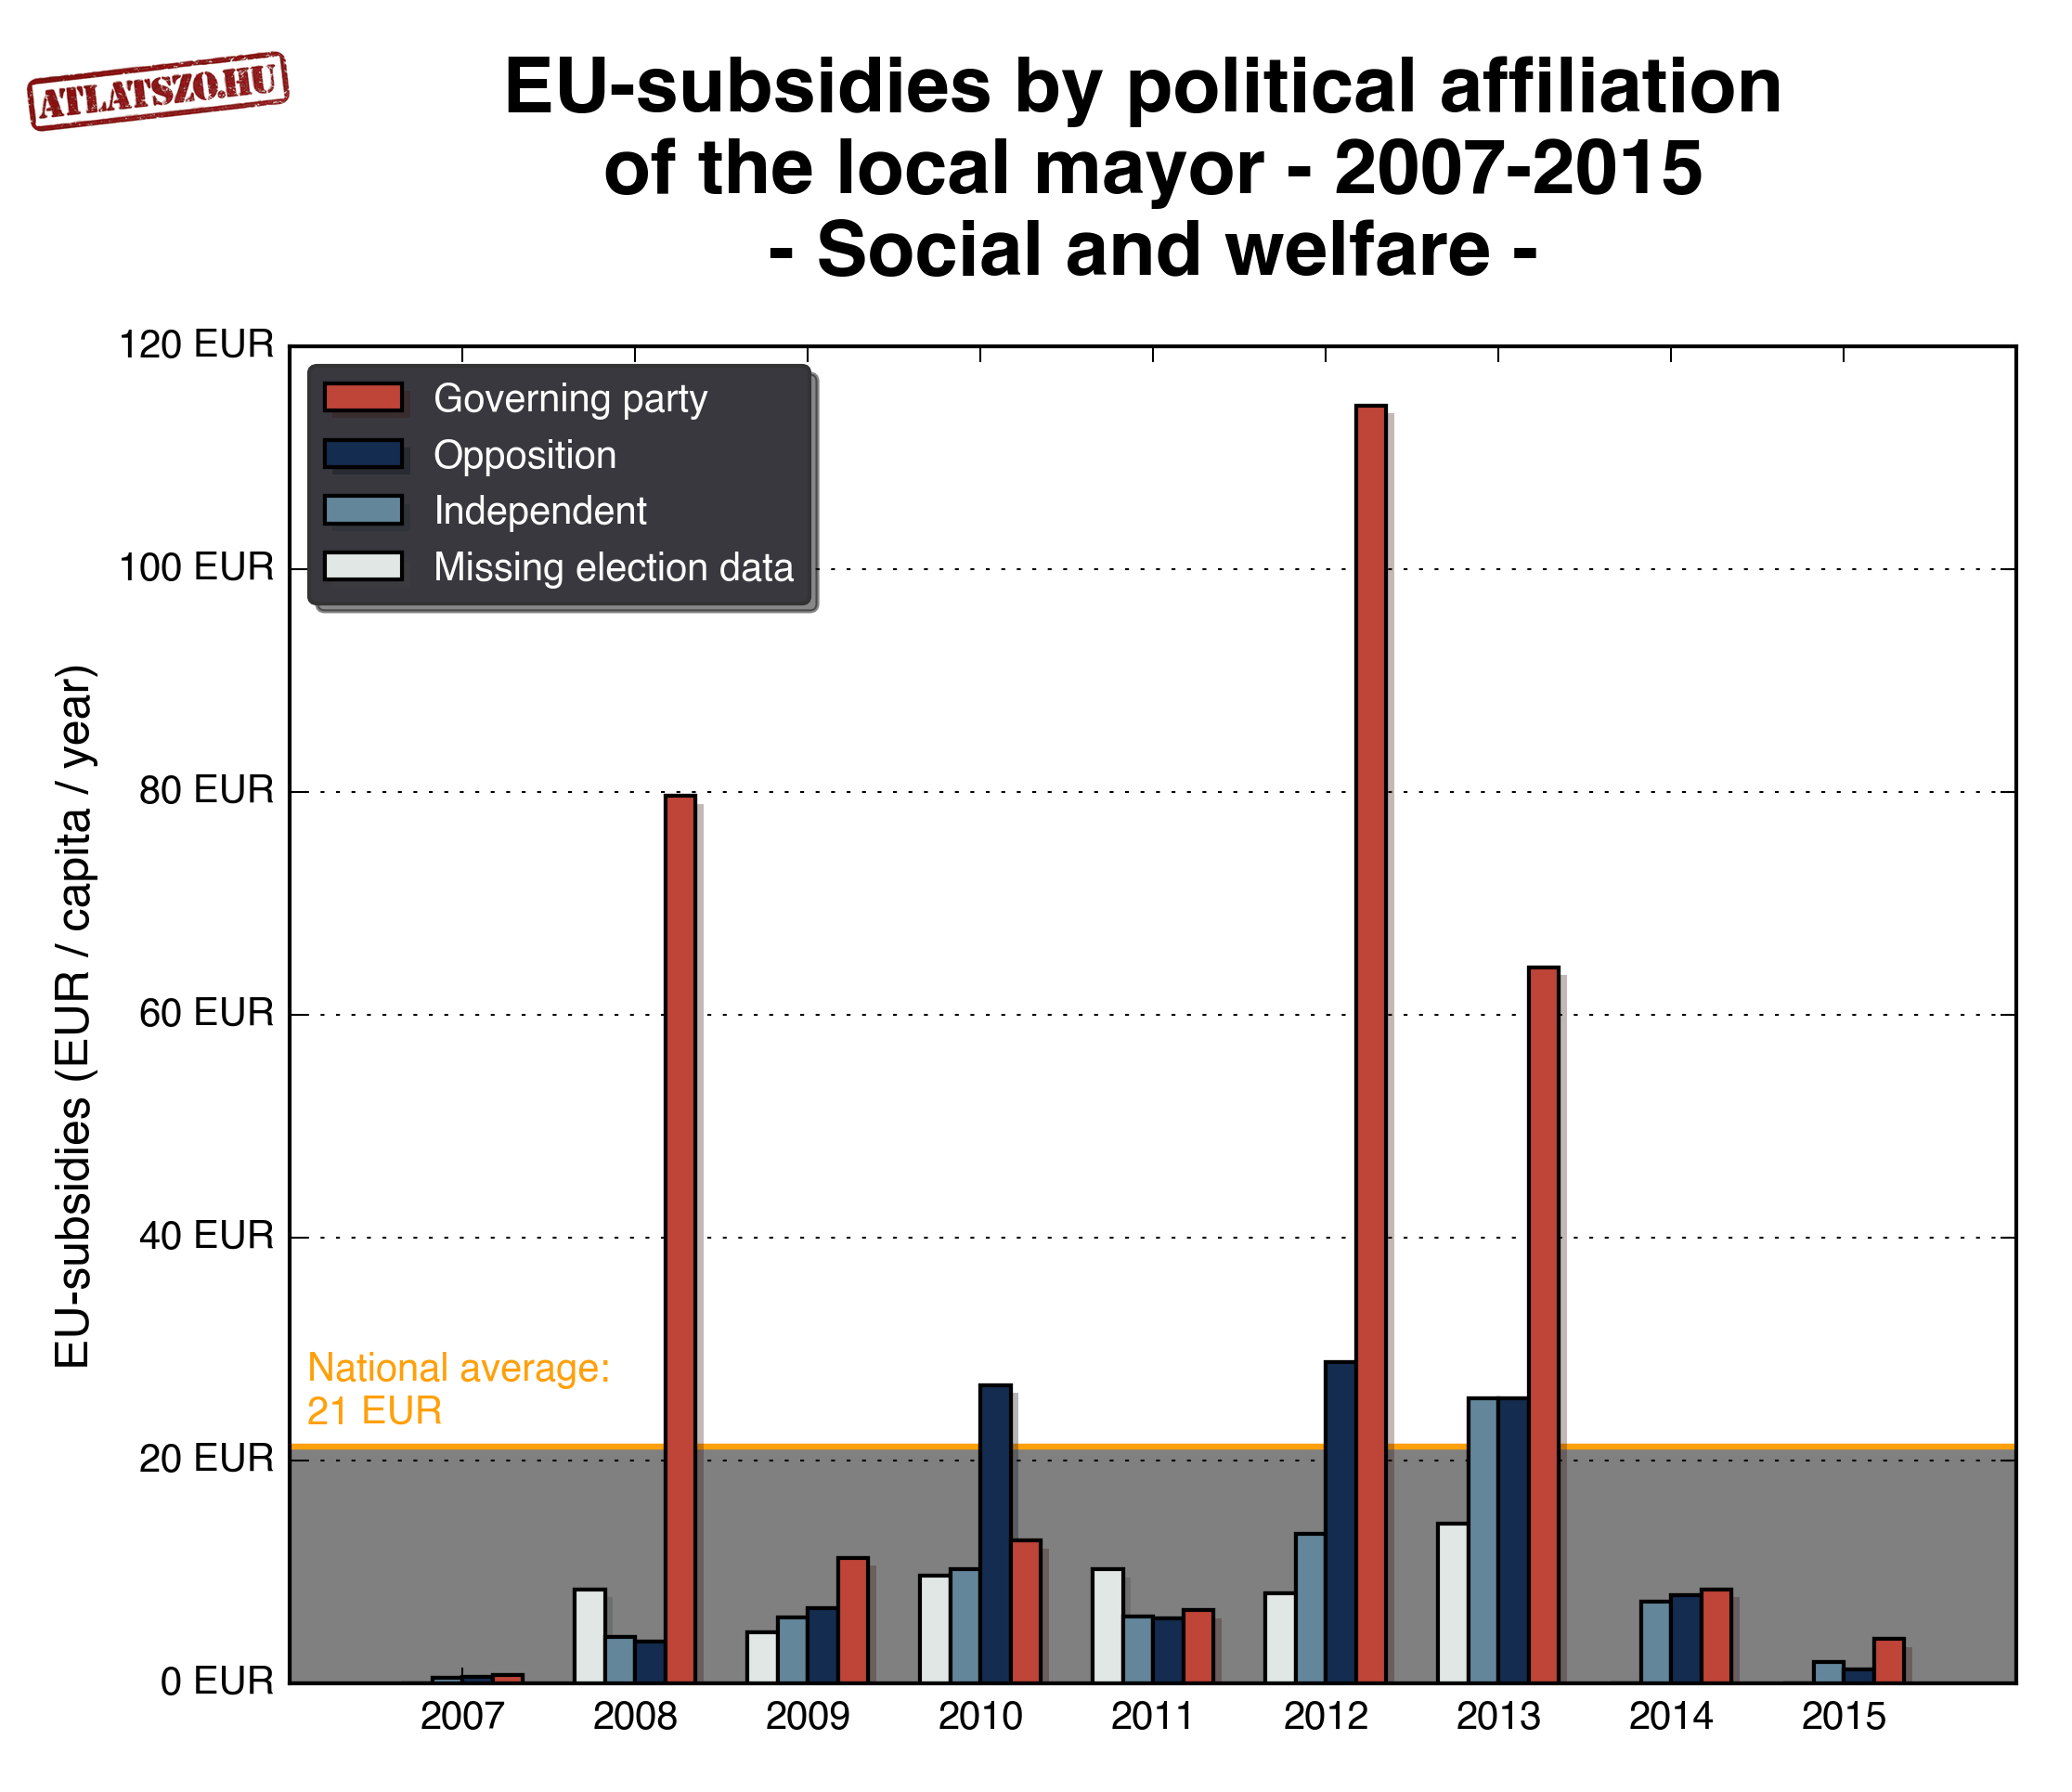 ATLATSZO.HU
EU-subsidies by political affiliation
of the local mayor - 2007-2015
- Social and welfare -
120 EUR
100 EUR
80 EUR
60 EUR
40 EUR
20 EUR
0 EUR
EU-subsidies (EUR / capita / year)
Governing party
Opposition
Independent
Missing election data
National average:
21 EUR
2007
2008
2009
2010
2011
2012
2013
2014
2015